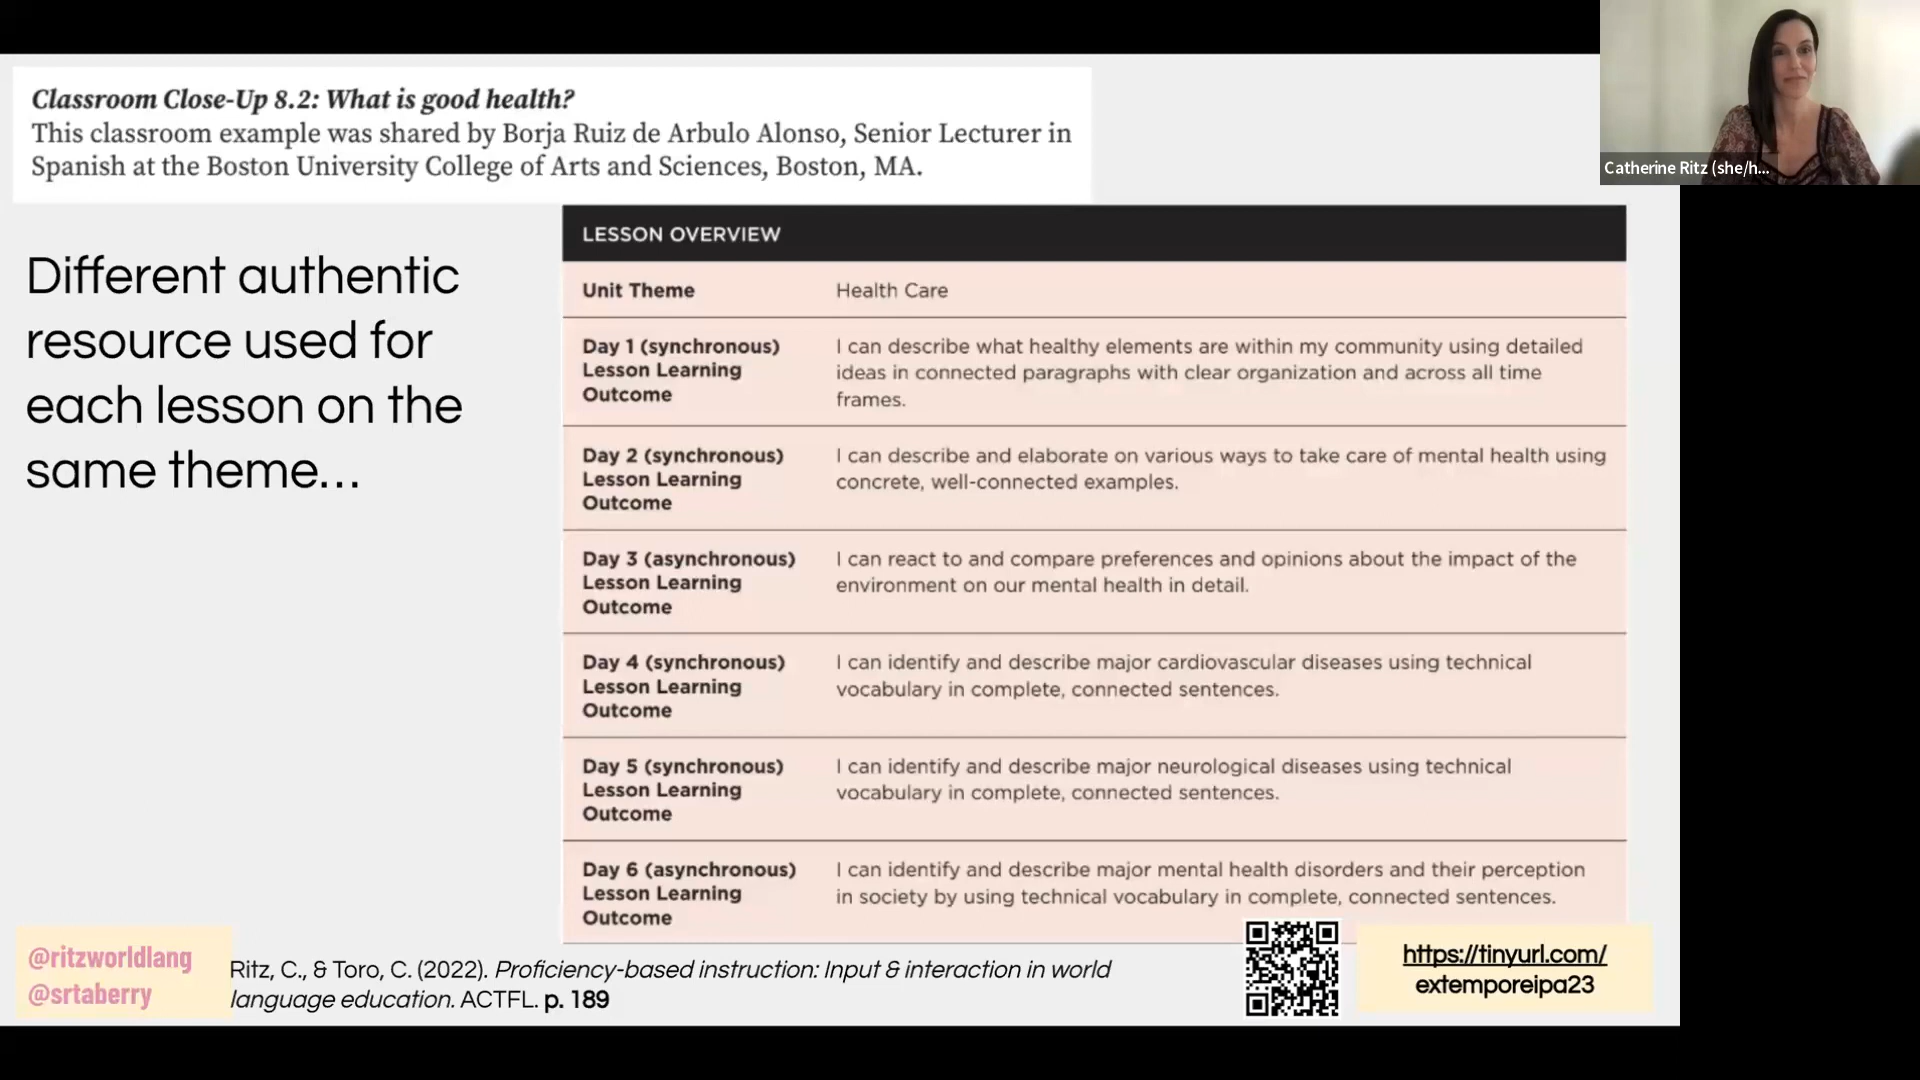 Classroom Close-Up 8.2: What is good health?
This classroom example was shared by Borja Ruiz de Arbulo Alonso, Senior Lecturer in
Spanish at the Boston University College of Arts and Sciences, Boston, MA.
Catherine Ritz (she/h...
Different authentic
resource used for
each lesson on the
same theme...
LESSON OVERVIEW
Unit Theme
Health Care
Day 1 (synchronous)
Lesson Learning
Outcome
I can describe what healthy elements are within my community using detailed
ideas in connected paragraphs with clear organization and across all time
frames.
Day 2 (synchronous)
Lesson Learning
Outcome
I can describe and elaborate on various ways to take care of mental health using
concrete, well-connected examples.
Day 3 (asynchronous)
Lesson Learning
Outcome
I can react to and compare preferences and opinions about the impact of the
environment on our mental health in detail.
Day 4 (synchronous)
Lesson Learning
Outcome
I can identify and describe major cardiovascular diseases using technical
vocabulary in complete, connected sentences.
Day 5 (synchronous)
Lesson Learning
Outcome
I can identify and describe major neurological diseases using technical
vocabulary in complete, connected sentences.
Day 6 (asynchronous)
Lesson Learning
Outcome
I can identify and describe major mental health disorders and their perception
in society by using technical vocabulary in complete, connected sentences.
@ritzworldlang
@srtaberry
Ritz, C., & Toro, C. (2022). Proficiency-based instruction: Input & interaction in world
language education. ACTFL. p. 189
https://tinyurl.com/
extemporeipa23